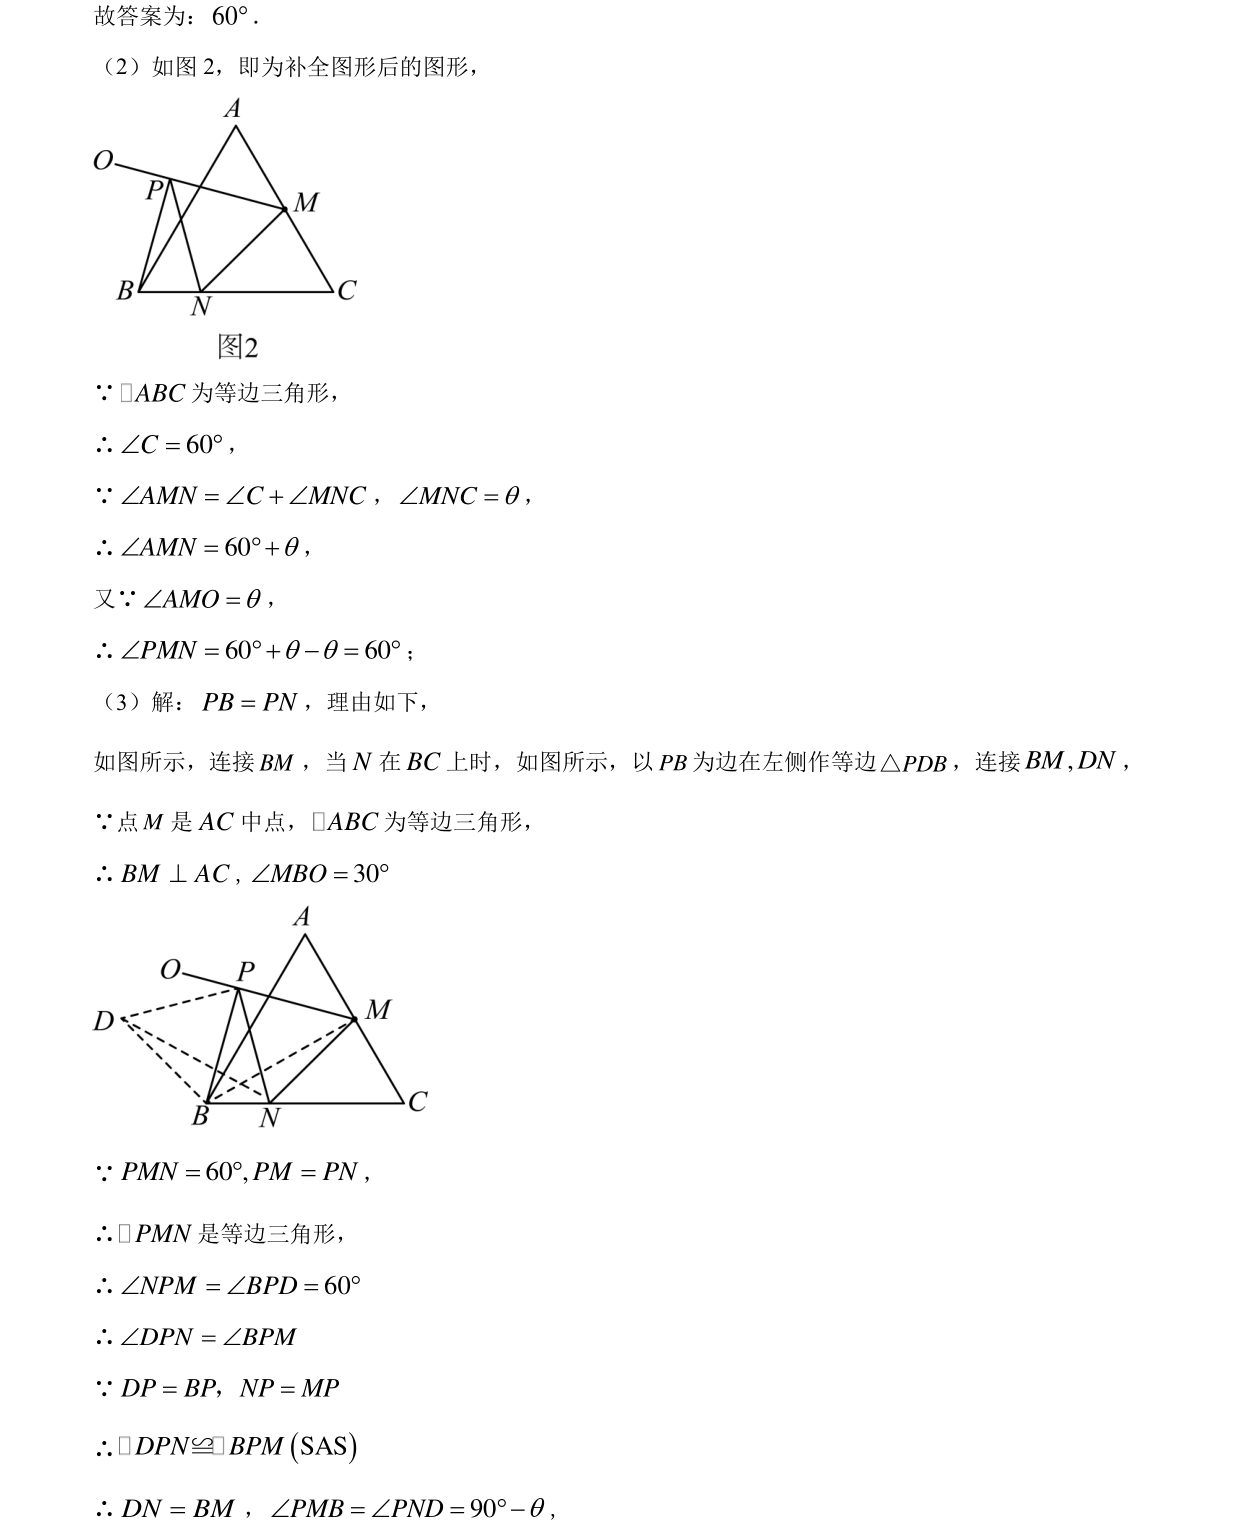 故答案为：60°．
（2）如图 2，即为补全图形后的图形，
A
O
P
M
B
N
C
图2
∵□ABC 为等边三角形，
∴∠C = 60°，
∵∠AMN = ∠C + ∠MNC，∠MNC = θ，
∴∠AMN = 60° + θ，
又∵∠AMO = θ，
∴∠PMN = 60° + θ − θ = 60°；
（3）解：PB = PN，理由如下，
如图所示，连接 BM，当 N 在 BC 上时，如图所示，以 PB 为边在左侧作等边△PDB，连接 BM , DN，
∵点 M 是 AC 中点，□ABC 为等边三角形，
∴BM ⊥ AC , ∠MBO = 30°
A
O
P
D
M
B
N
C
∵PMN = 60°, PM = PN，
∴□PMN 是等边三角形，
∴∠NPM = ∠BPD = 60°
∴∠DPN = ∠BPM
∵DP = BP，NP = MP
∴□DPN≌□BPM (SAS)
∴DN = BM，∠PMB = ∠PND = 90° − θ，